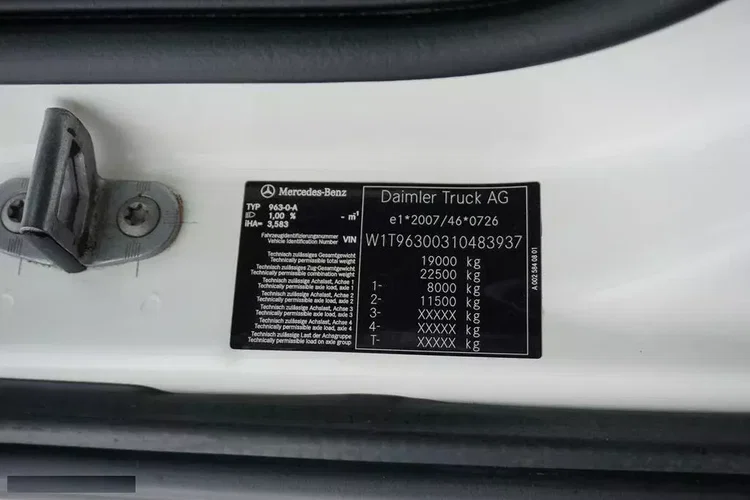 Mercedes-Benz
Daimler Truck AG
TYP 963-0-A
1,00 % - m⁻¹
e1*2007/46*0726
iHA= 3,583
Fahrzeugidentifizierungsnummer
Vehicle Identification Number VIN W1T96300310483937
Technisch zulässiges Gesamtgewicht
Technically permissible total weight 19000 kg
Technisch zulässiges Zug-Gesamtgewicht
Technically permissible combination weight 22500 kg
Technisch zulässige Achslast, Achse 1
Technically permissible axle load, axle 1 1- 8000 kg
Technisch zulässige Achslast, Achse 2
Technically permissible axle load, axle 2 2- 11500 kg
Technisch zulässige Achslast, Achse 3
Technically permissible axle load, axle 3 3- XXXXX kg
Technisch zulässige Achslast, Achse 4
Technically permissible axle load, axle 4 4- XXXXX kg
Technisch zulässige Last der Achsgruppe
Technically permissible load on axle group T- XXXXX kg
A 002 584 08 01